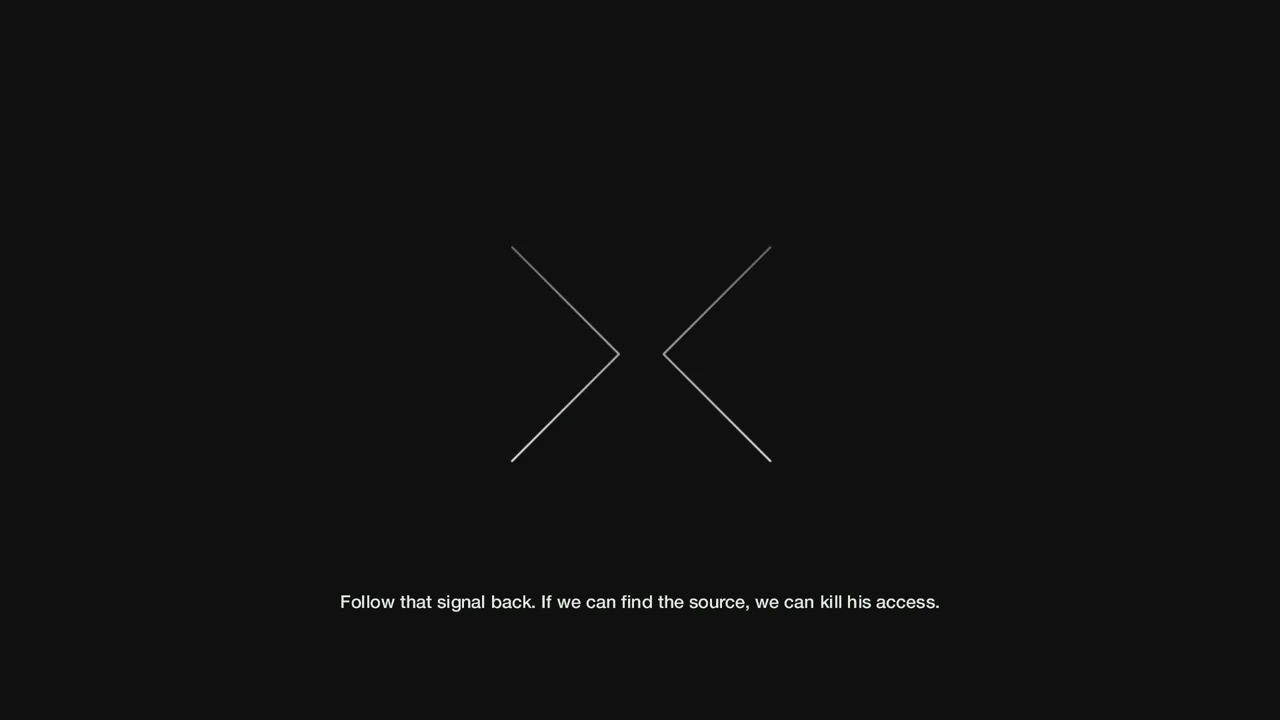 Follow that signal back. If we can find the source, we can kill his access.